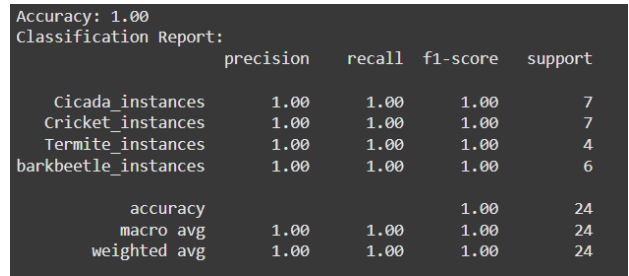 Accuracy: 1.00
Classification Report:
precision recall f1-score support
Cicada_instances 1.00 1.00 1.00 7
Cricket_instances 1.00 1.00 1.00 7
Termite_instances 1.00 1.00 1.00 4
barkbeetle_instances 1.00 1.00 1.00 6
accuracy 1.00 24
macro avg 1.00 1.00 1.00 24
weighted avg 1.00 1.00 1.00 24